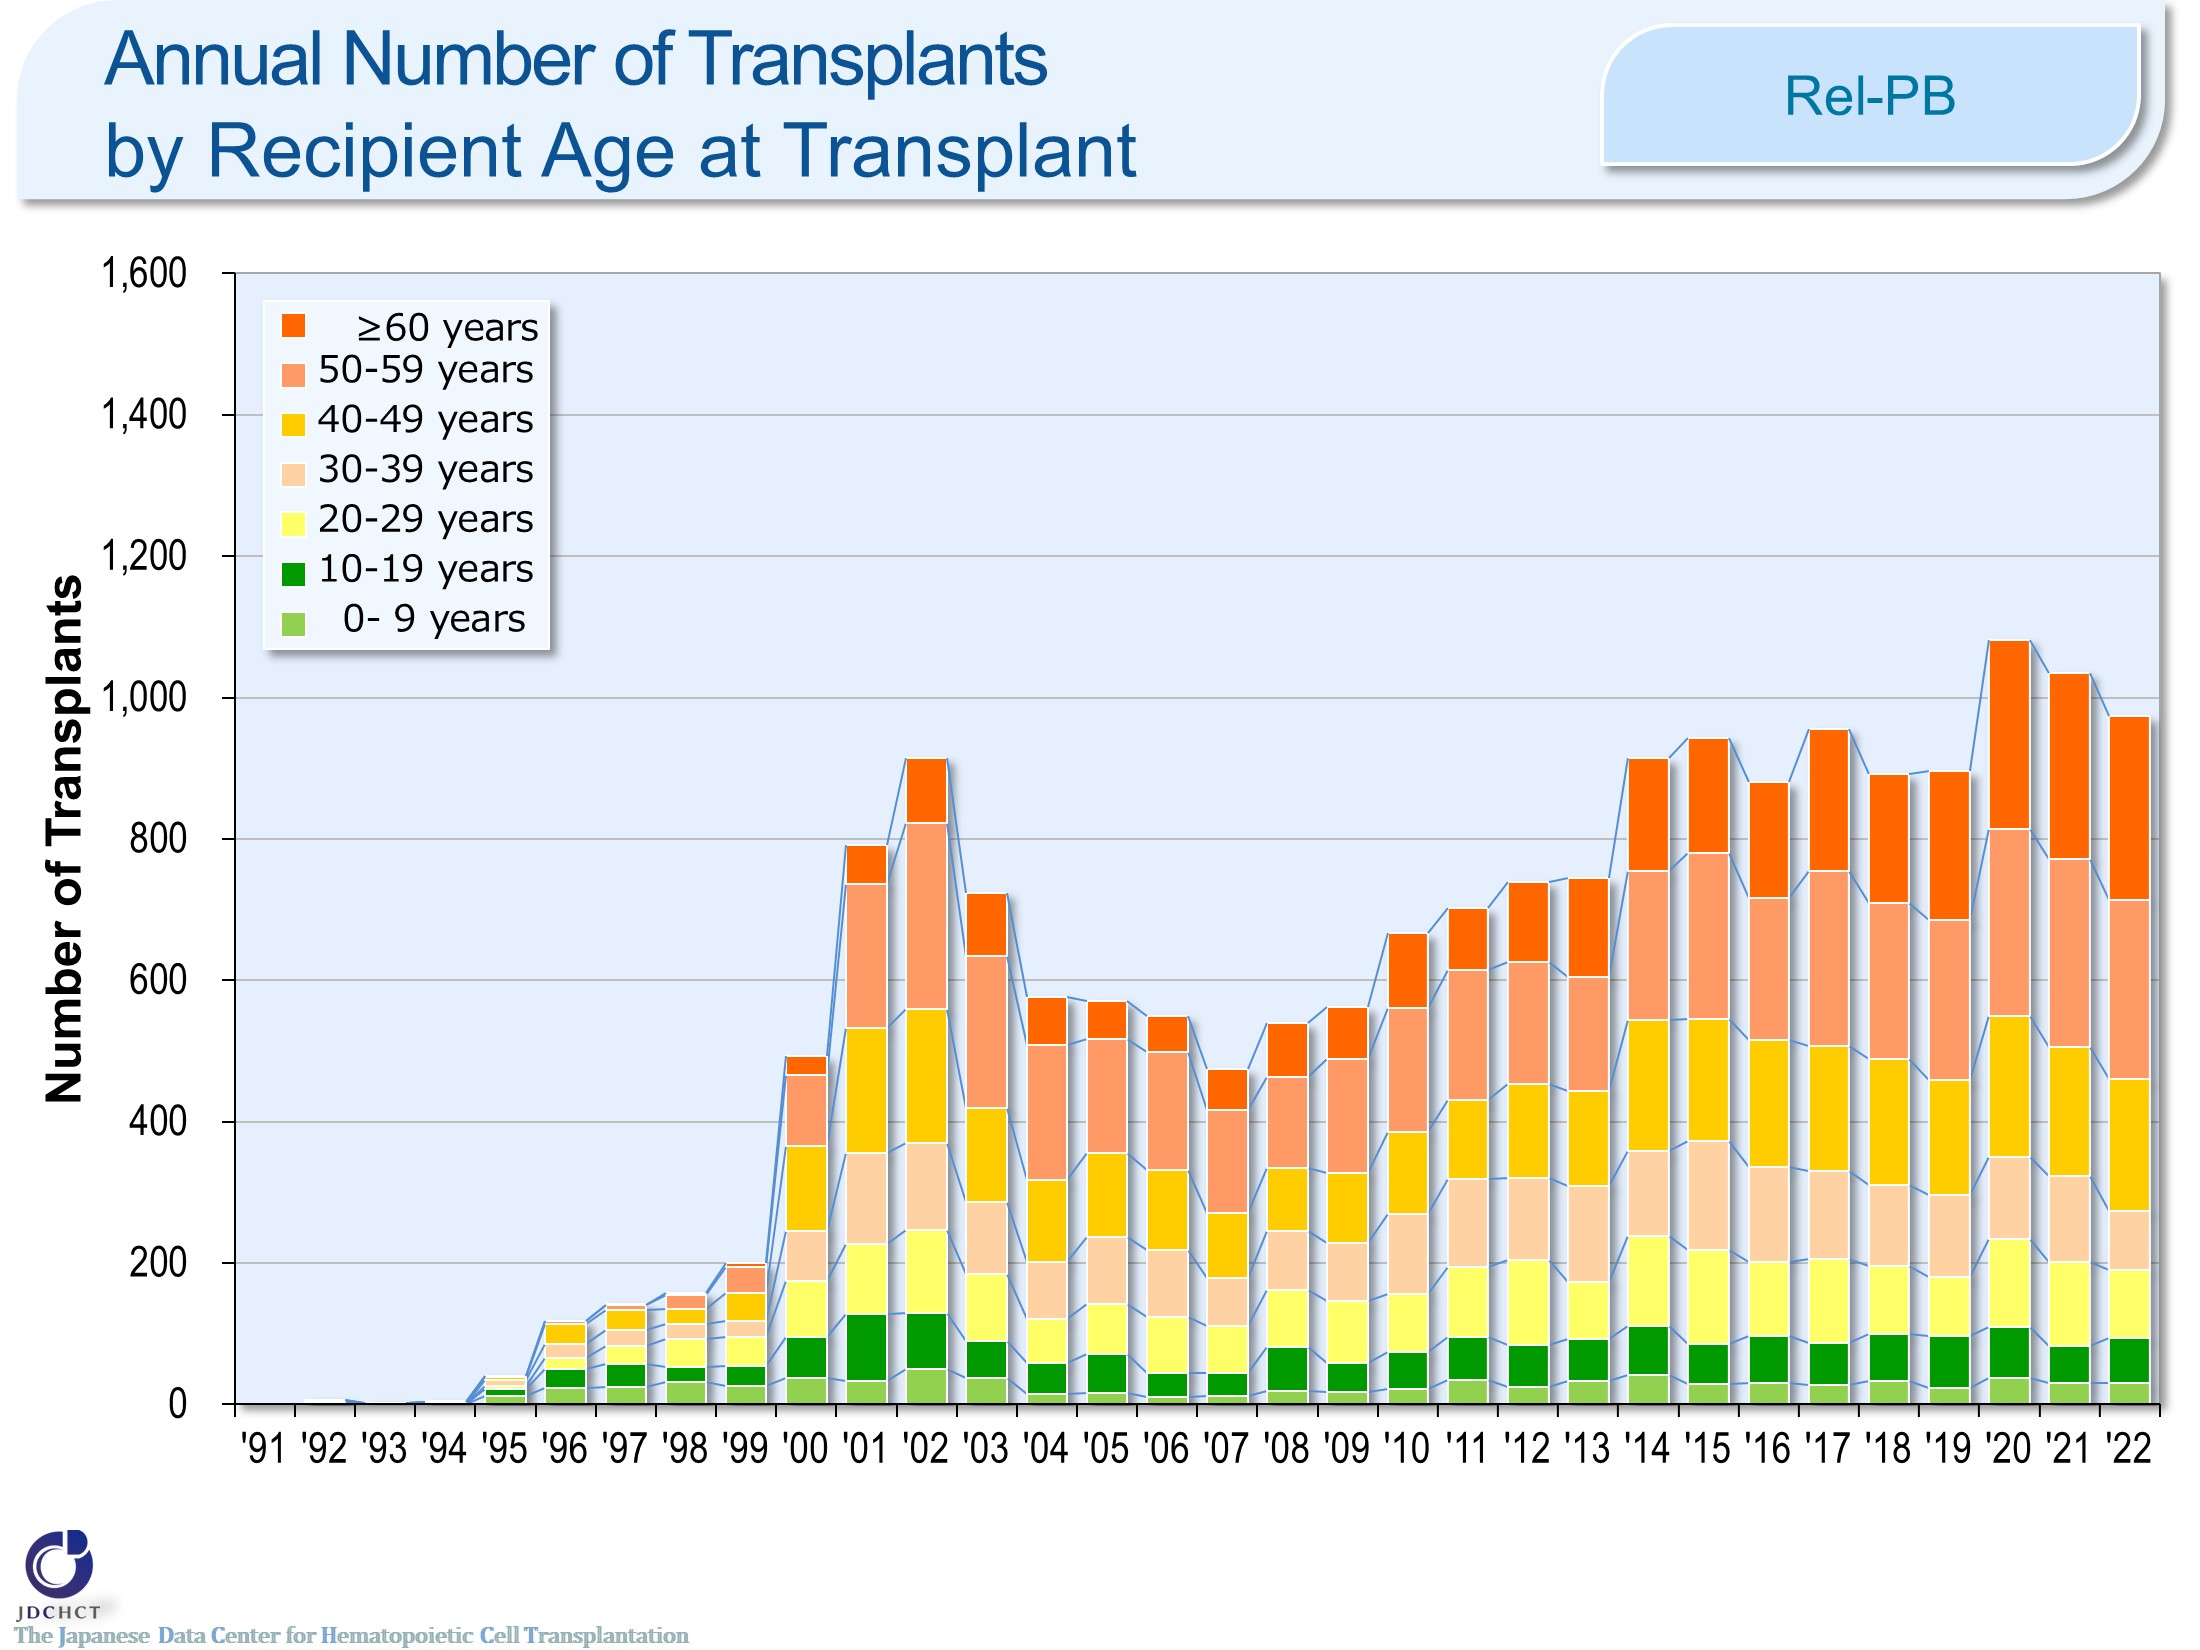 Annual Number of Transplants
by Recipient Age at Transplant
Rel-PB
1,600
1,400
1,200
1,000
800
600
400
200
0
Number of Transplants
≥60 years
50-59 years
40-49 years
30-39 years
20-29 years
10-19 years
0- 9 years
'91 '92 '93 '94 '95 '96 '97 '98 '99 '00 '01 '02 '03 '04 '05 '06 '07 '08 '09 '10 '11 '12 '13 '14 '15 '16 '17 '18 '19 '20 '21 '22
JDCHCT
The Japanese Data Center for Hematopoietic Cell Transplantation